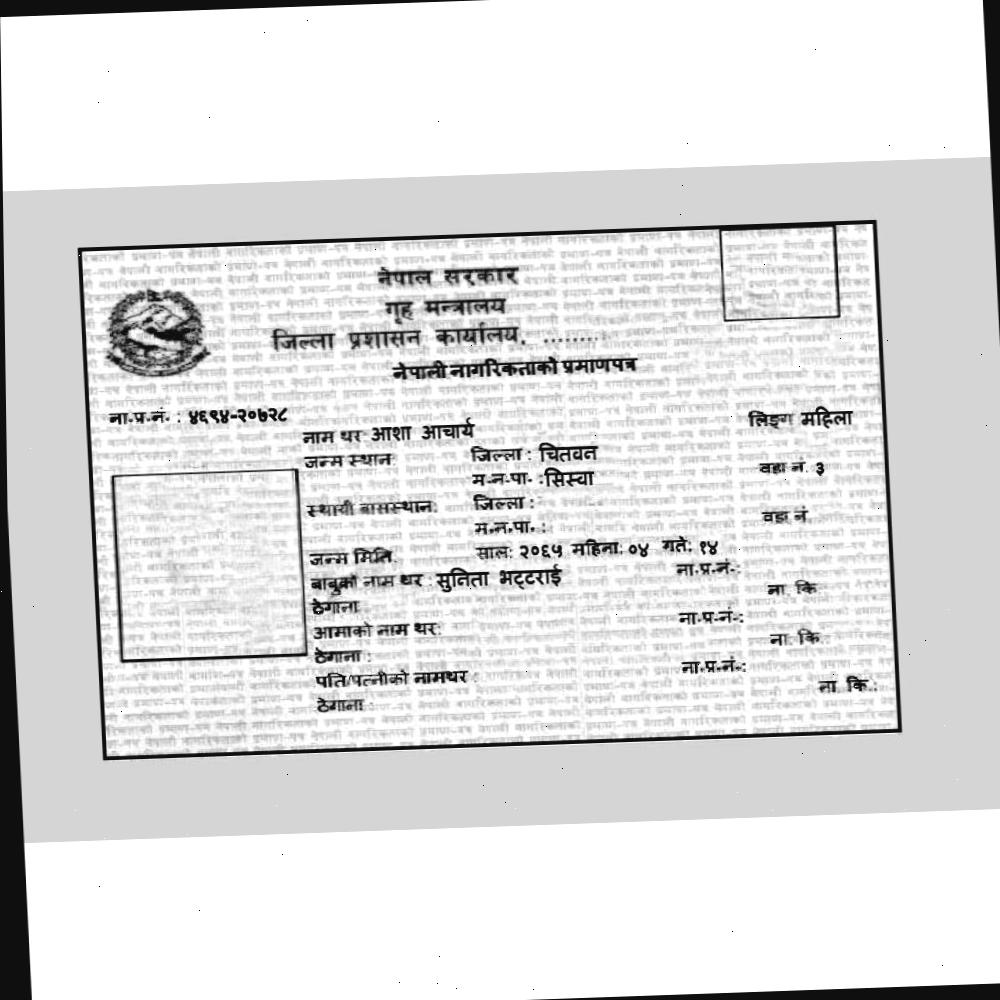 नेपाल सरकार
गृह मन्त्रालय
जिल्ला प्रशासन कार्यालय, ........
नेपाली नागरिकताको प्रमाणपत्र
ना.प्र.नं. : ४६९४-२०७२८
लिङ्ग महिला
नाम थर: आशा आचार्य
जन्म स्थान: जिल्ला : चितवन
म.न.पा. : सिस्वा वडा नं. ३
स्थायी बासस्थान: जिल्ला :
म.न.पा. : वडा नं.
जन्म मिति: साल: २०६५ महिना: ०४ गते: १४
बाबुको नाम थर : सुनिता भट्टराई ना.प्र.नं.:
ठेगाना : ना. कि.:
आमाको नाम थर: ना.प्र.नं.:
ठेगाना : ना. कि.:
पति/पत्नीको नामथर : ना.प्र.नं.:
ठेगाना : ना. कि.: